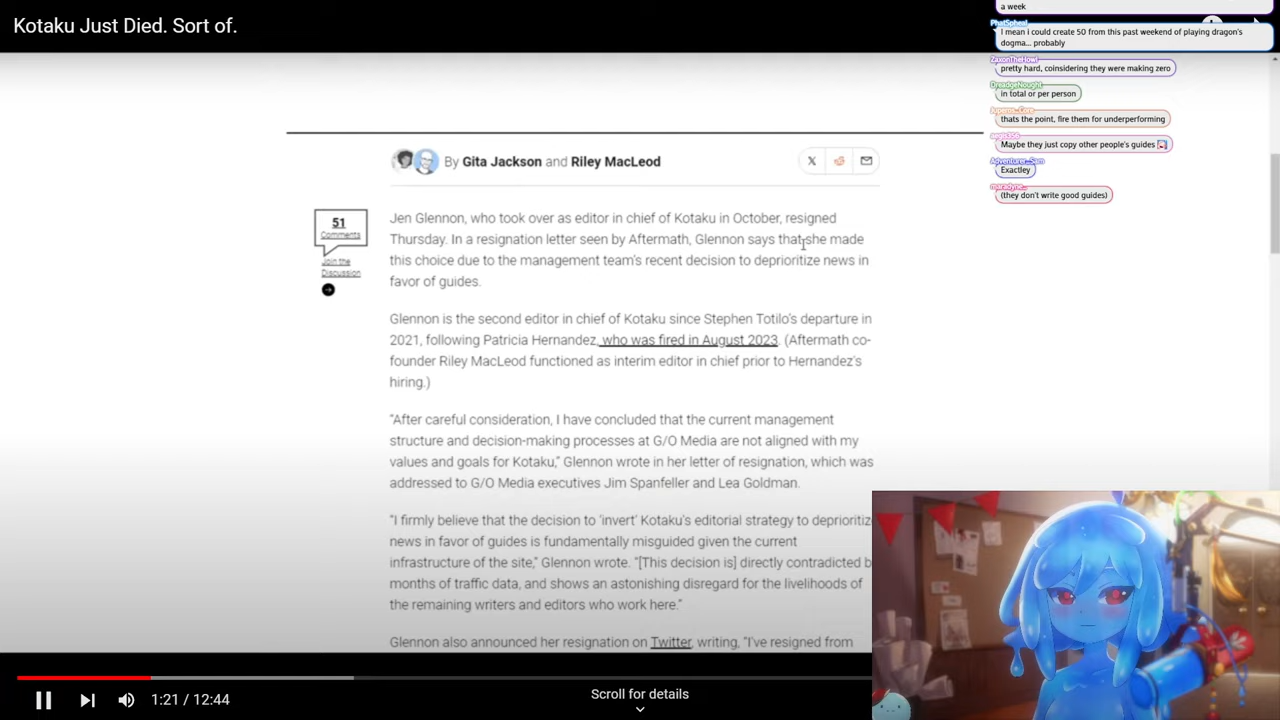 Kotaku Just Died. Sort of.
By Gita Jackson and Riley MacLeod
51
Comments
Join the
Discussion
Jen Glennon, who took over as editor in chief of Kotaku in October, resigned
Thursday. In a resignation letter seen by Aftermath, Glennon says that she made
this choice due to the management team's recent decision to deprioritize news in
favor of guides.
Glennon is the second editor in chief of Kotaku since Stephen Totilo's departure in
2021, following Patricia Hernandez, who was fired in August 2023. (Aftermath co-
founder Riley MacLeod functioned as interim editor in chief prior to Hernandez's
hiring.)
"After careful consideration, I have concluded that the current management
structure and decision-making processes at G/O Media are not aligned with my
values and goals for Kotaku," Glennon wrote in her letter of resignation, which was
addressed to G/O Media executives Jim Spanfeller and Lea Goldman.
"I firmly believe that the decision to 'invert' Kotaku's editorial strategy to deprioritiz
news in favor of guides is fundamentally misguided given the current
infrastructure of the site," Glennon wrote. "[This decision is] directly contradicted b
months of traffic data, and shows an astonishing disregard for the livelihoods of
the remaining writers and editors who work here."
Glennon also announced her resignation on Twitter, writing, "I've resigned from
1:21 / 12:44
Scroll for details
a week
PhatSpheal
I mean i could create 50 from this past weekend of playing dragon's
dogma... probably
pretty hard, coinsidering they were making zero
DreadgeNought
in total or per person
thats the point, fire them for underperforming
Maybe they just copy other people's guides
Exactley
(they don't write good guides)